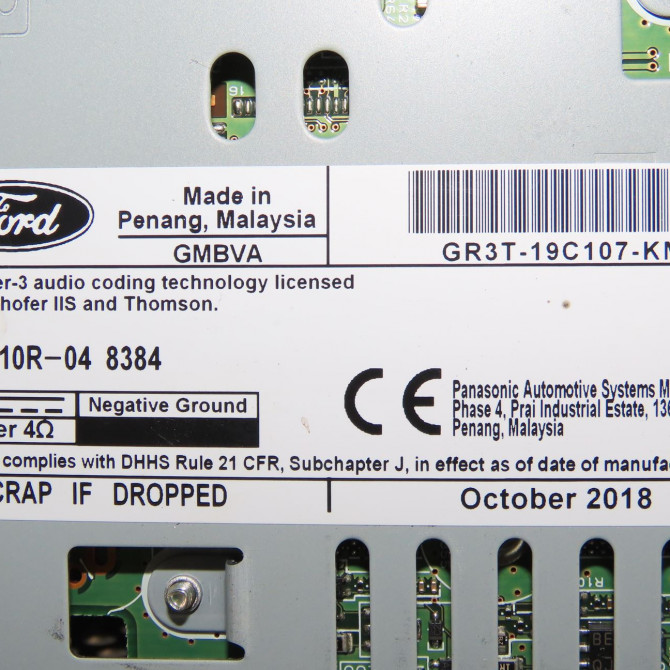 Ford
Made in
Penang, Malaysia
GMBVA
GR3T-19C107-KM
er-3 audio coding technology licensed
hofer IIS and Thomson.
10R-04 8384
Negative Ground
er 4Ω
CE
Panasonic Automotive Systems M
Phase 4, Prai Industrial Estate, 136
Penang, Malaysia
complies with DHHS Rule 21 CFR, Subchapter J, in effect as of date of manufa
CRAP IF DROPPED
October 2018
16